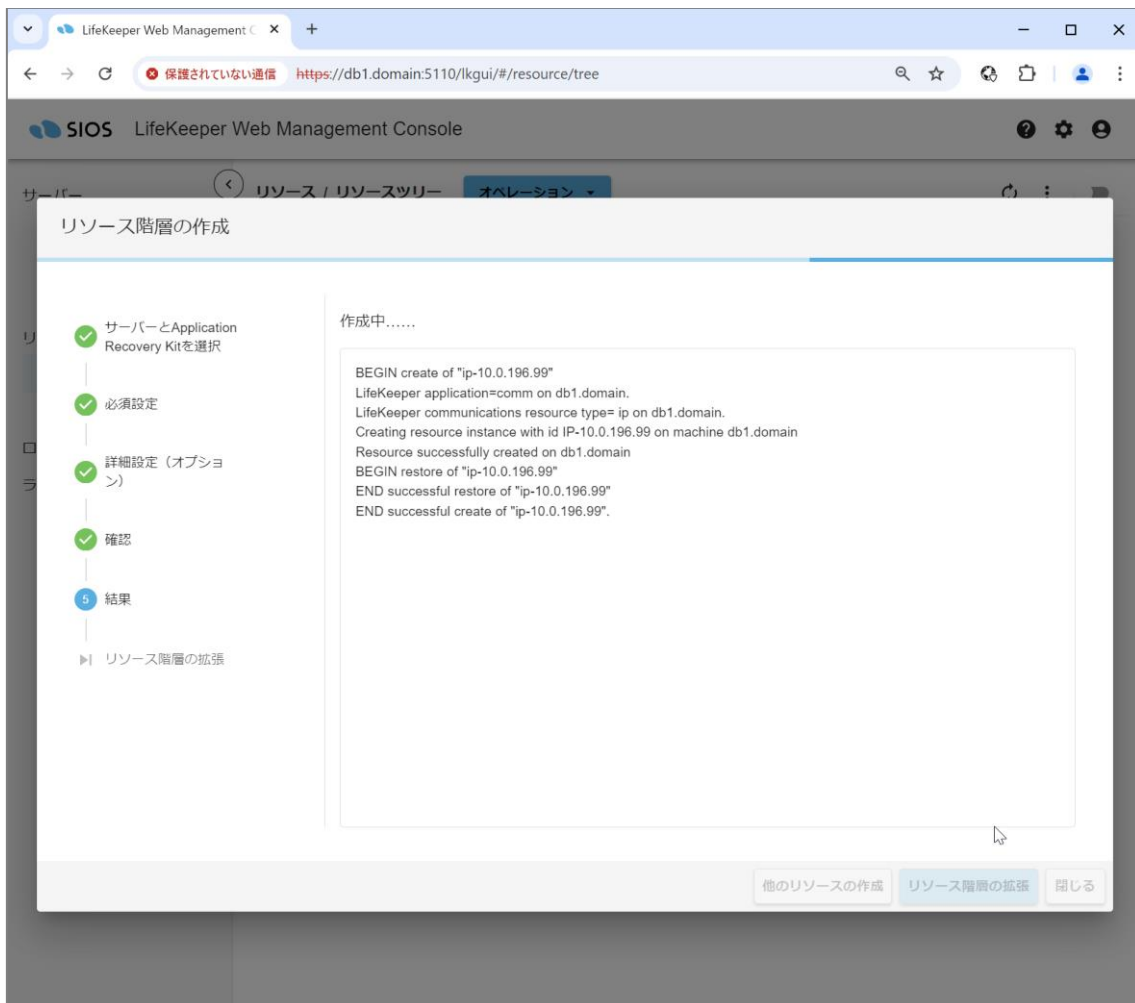 LifeKeeper Web Management C
保護されていない通信 https://db1.domain:5110/lkgui/#/resource/tree
SIOS LifeKeeper Web Management Console
サーバー
リソース / リソースツリー オペレーション
リソース階層の作成
サーバーとApplication
Recovery Kitを選択
必須設定
詳細設定（オプショ
ン）
確認
5 結果
リソース階層の拡張
作成中……
BEGIN create of "ip-10.0.196.99"
LifeKeeper application=comm on db1.domain.
LifeKeeper communications resource type= ip on db1.domain.
Creating resource instance with id IP-10.0.196.99 on machine db1.domain
Resource successfully created on db1.domain
BEGIN restore of "ip-10.0.196.99"
END successful restore of "ip-10.0.196.99"
END successful create of "ip-10.0.196.99".
リ
ロ
ラ
他のリソースの作成 リソース階層の拡張 閉じる